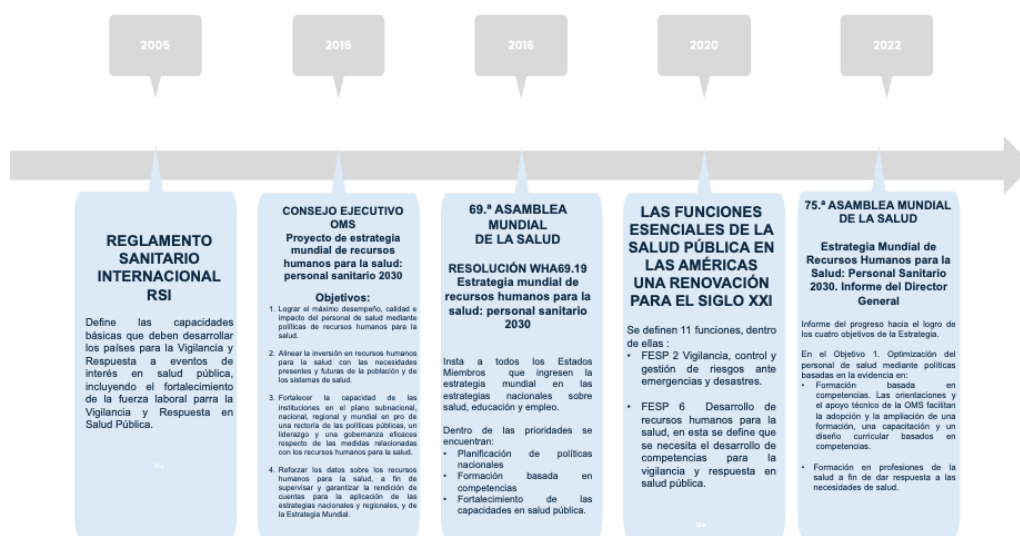 2005
2015
2016
2020
2022
REGLAMENTO
SANITARIO
INTERNACIONAL
RSI
Define las capacidades
básicas que deben desarrollar
los países para la Vigilancia y
Respuesta a eventos de
interés en salud pública,
incluyendo el fortalecimiento
de la fuerza laboral parra la
Vigilancia y Respuesta en
Salud Pública.
CONSEJO EJECUTIVO
OMS
Proyecto de estrategia
mundial de recursos
humanos para la salud:
personal sanitario 2030
Objetivos:
1. Lograr el máximo desempeño, calidad e
impacto del personal de salud mediante
políticas de recursos humanos para la
salud.
2. Alinear la inversión en recursos humanos
para la salud con las necesidades
presentes y futuras de la población y de
los sistemas de salud.
3. Fortalecer la capacidad de las
instituciones en el plano subnacional,
nacional, regional y mundial en pro de
una rectoría de las políticas públicas, un
liderazgo y una gobernanza eficaces
respecto de las medidas relacionadas
con los recursos humanos para la salud.
4. Reforzar los datos sobre los recursos
humanos para la salud, a fin de
supervisar y garantizar la rendición de
cuentas para la aplicación de las
estrategias nacionales y regionales, y de
la Estrategia Mundial.
69.ª ASAMBLEA
MUNDIAL
DE LA SALUD
RESOLUCIÓN WHA69.19
Estrategia mundial de
recursos humanos para la
salud: personal sanitario
2030
Insta a todos los Estados
Miembros que ingresen la
estrategia mundial en las
estrategias nacionales sobre
salud, educación y empleo.
Dentro de las prioridades se
encuentran:
• Planificación de políticas
nacionales
• Formación basada en
competencias
• Fortalecimiento de las
capacidades en salud pública.
LAS FUNCIONES
ESENCIALES DE LA
SALUD PÚBLICA EN
LAS AMÉRICAS
UNA RENOVACIÓN
PARA EL SIGLO XXI
Se definen 11 funciones, dentro
de ellas :
• FESP 2 Vigilancia, control y
gestión de riesgos ante
emergencias y desastres.
• FESP 6 Desarrollo de
recursos humanos para la
salud, en esta se define que
se necesita el desarrollo de
competencias para la
vigilancia y respuesta en
salud pública.
75.ª ASAMBLEA MUNDIAL
DE LA SALUD
Estrategia Mundial de
Recursos Humanos para la
Salud: Personal Sanitario
2030. Informe del Director
General
Informe del progreso hacia el logro de
los cuatro objetivos de la Estrategia.
En el Objetivo 1. Optimización del
personal de salud mediante políticas
basadas en la evidencia en:
• Formación basada en
competencias. Las orientaciones y
el apoyo técnico de la OMS facilitan
la adopción y la ampliación de una
formación, una capacitación y un
diseño curricular basados en
competencias.
• Formación en profesiones de la
salud a fin de dar respuesta a las
necesidades de salud.